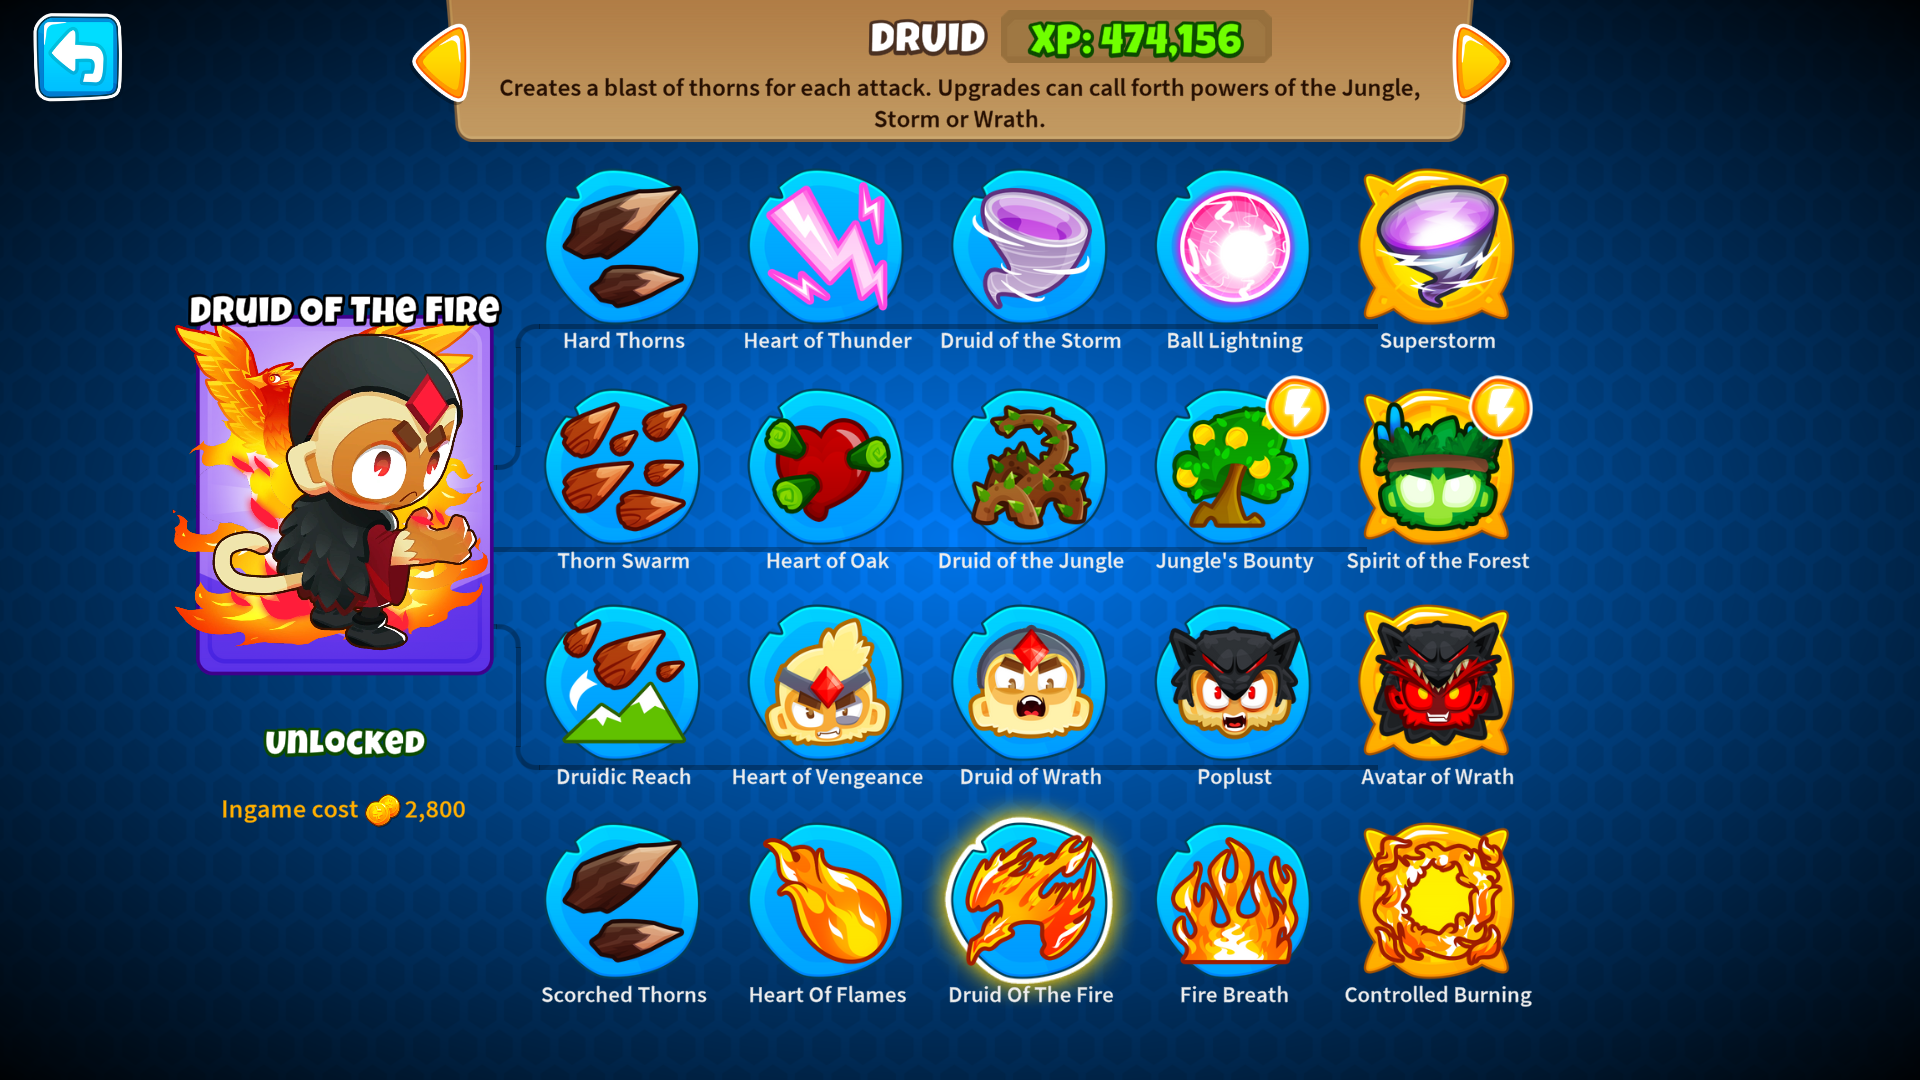 DRUID
XP: 474,156
Creates a blast of thorns for each attack. Upgrades can call forth powers of the Jungle,
Storm or Wrath.
DRUID OF THE FIRE
UNLOCKED
Ingame cost 2,800
Hard Thorns
Heart of Thunder
Druid of the Storm
Ball Lightning
Superstorm
Thorn Swarm
Heart of Oak
Druid of the Jungle
Jungle's Bounty
Spirit of the Forest
Druidic Reach
Heart of Vengeance
Druid of Wrath
Poplust
Avatar of Wrath
Scorched Thorns
Heart Of Flames
Druid Of The Fire
Fire Breath
Controlled Burning